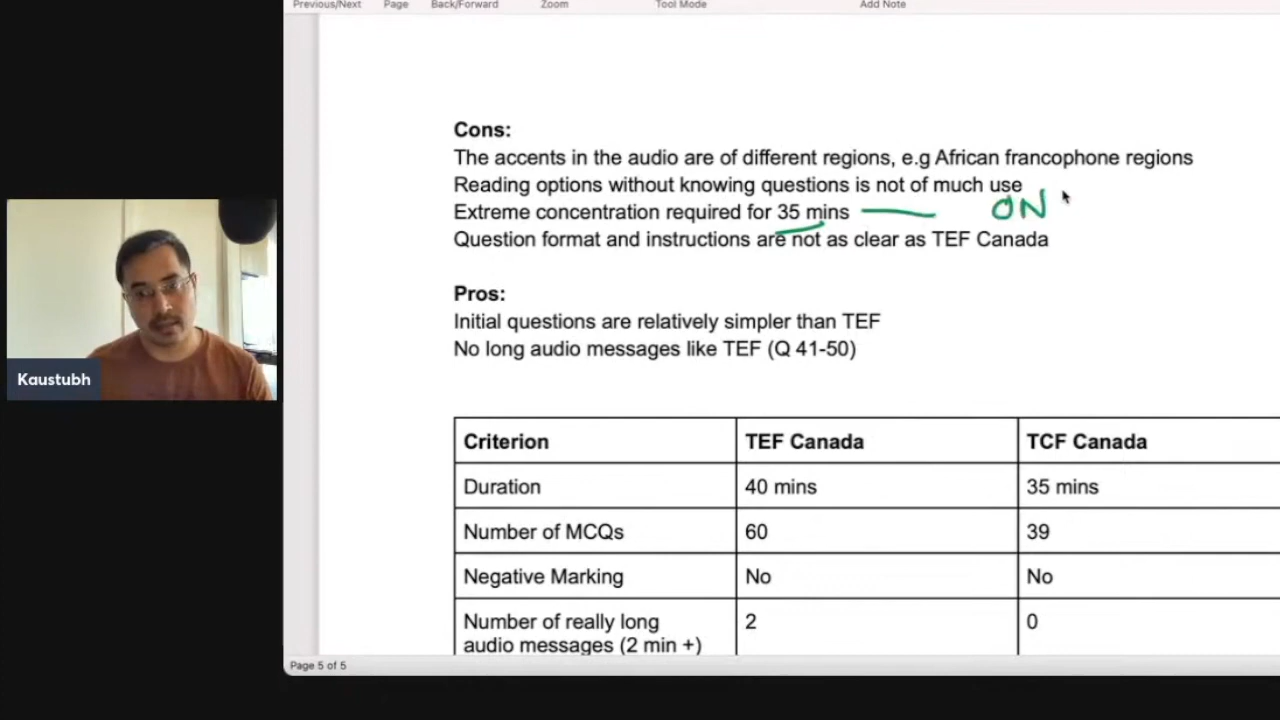 Previous/Next Page Back/Forward Zoom Tool Mode Add Note
Cons:
The accents in the audio are of different regions, e.g African francophone regions
Reading options without knowing questions is not of much use
Extreme concentration required for 35 mins ON
Question format and instructions are not as clear as TEF Canada
Pros:
Initial questions are relatively simpler than TEF
No long audio messages like TEF (Q 41-50)
Kaustubh
Criterion TEF Canada TCF Canada
Duration 40 mins 35 mins
Number of MCQs 60 39
Negative Marking No No
Number of really long 2 0
audio messages (2 min +)
Page 5 of 5